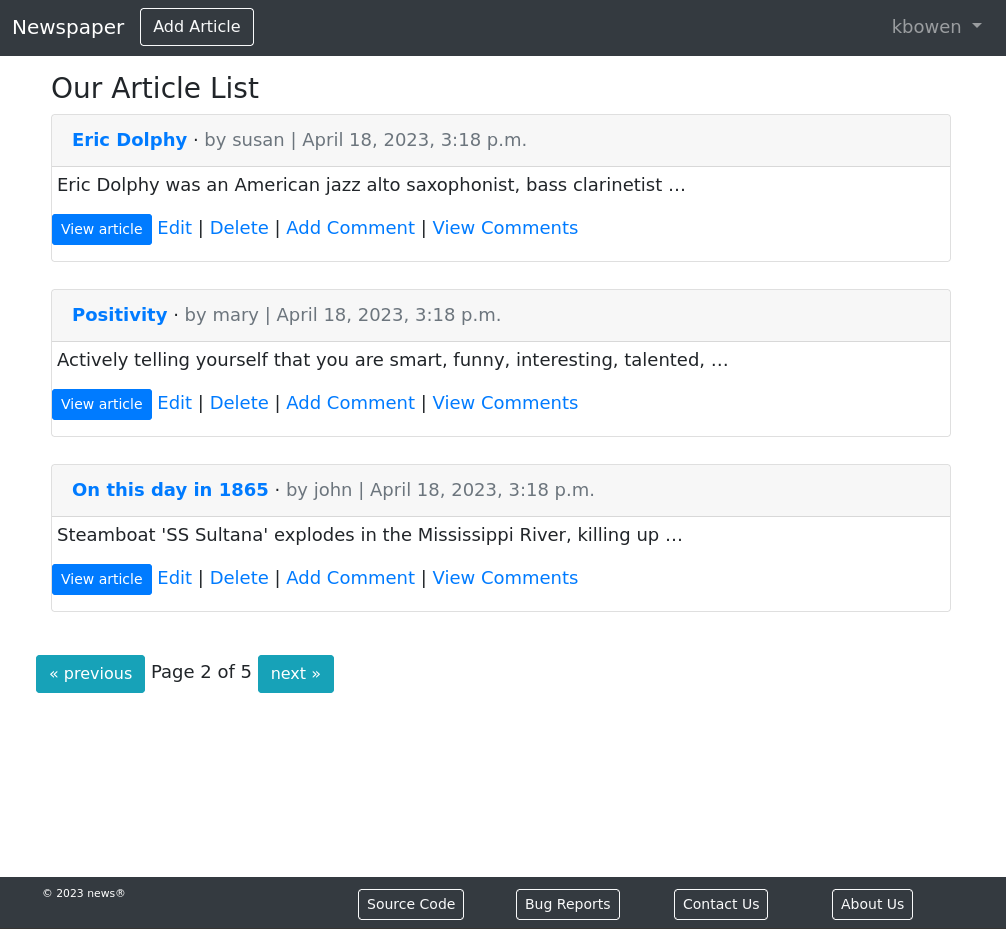 Newspaper Add Article kbowen
Our Article List
Eric Dolphy · by susan | April 18, 2023, 3:18 p.m.
Eric Dolphy was an American jazz alto saxophonist, bass clarinetist …
View article Edit | Delete | Add Comment | View Comments
Positivity · by mary | April 18, 2023, 3:18 p.m.
Actively telling yourself that you are smart, funny, interesting, talented, …
View article Edit | Delete | Add Comment | View Comments
On this day in 1865 · by john | April 18, 2023, 3:18 p.m.
Steamboat 'SS Sultana' explodes in the Mississippi River, killing up …
View article Edit | Delete | Add Comment | View Comments
« previous Page 2 of 5 next »
© 2023 news® Source Code Bug Reports Contact Us About Us